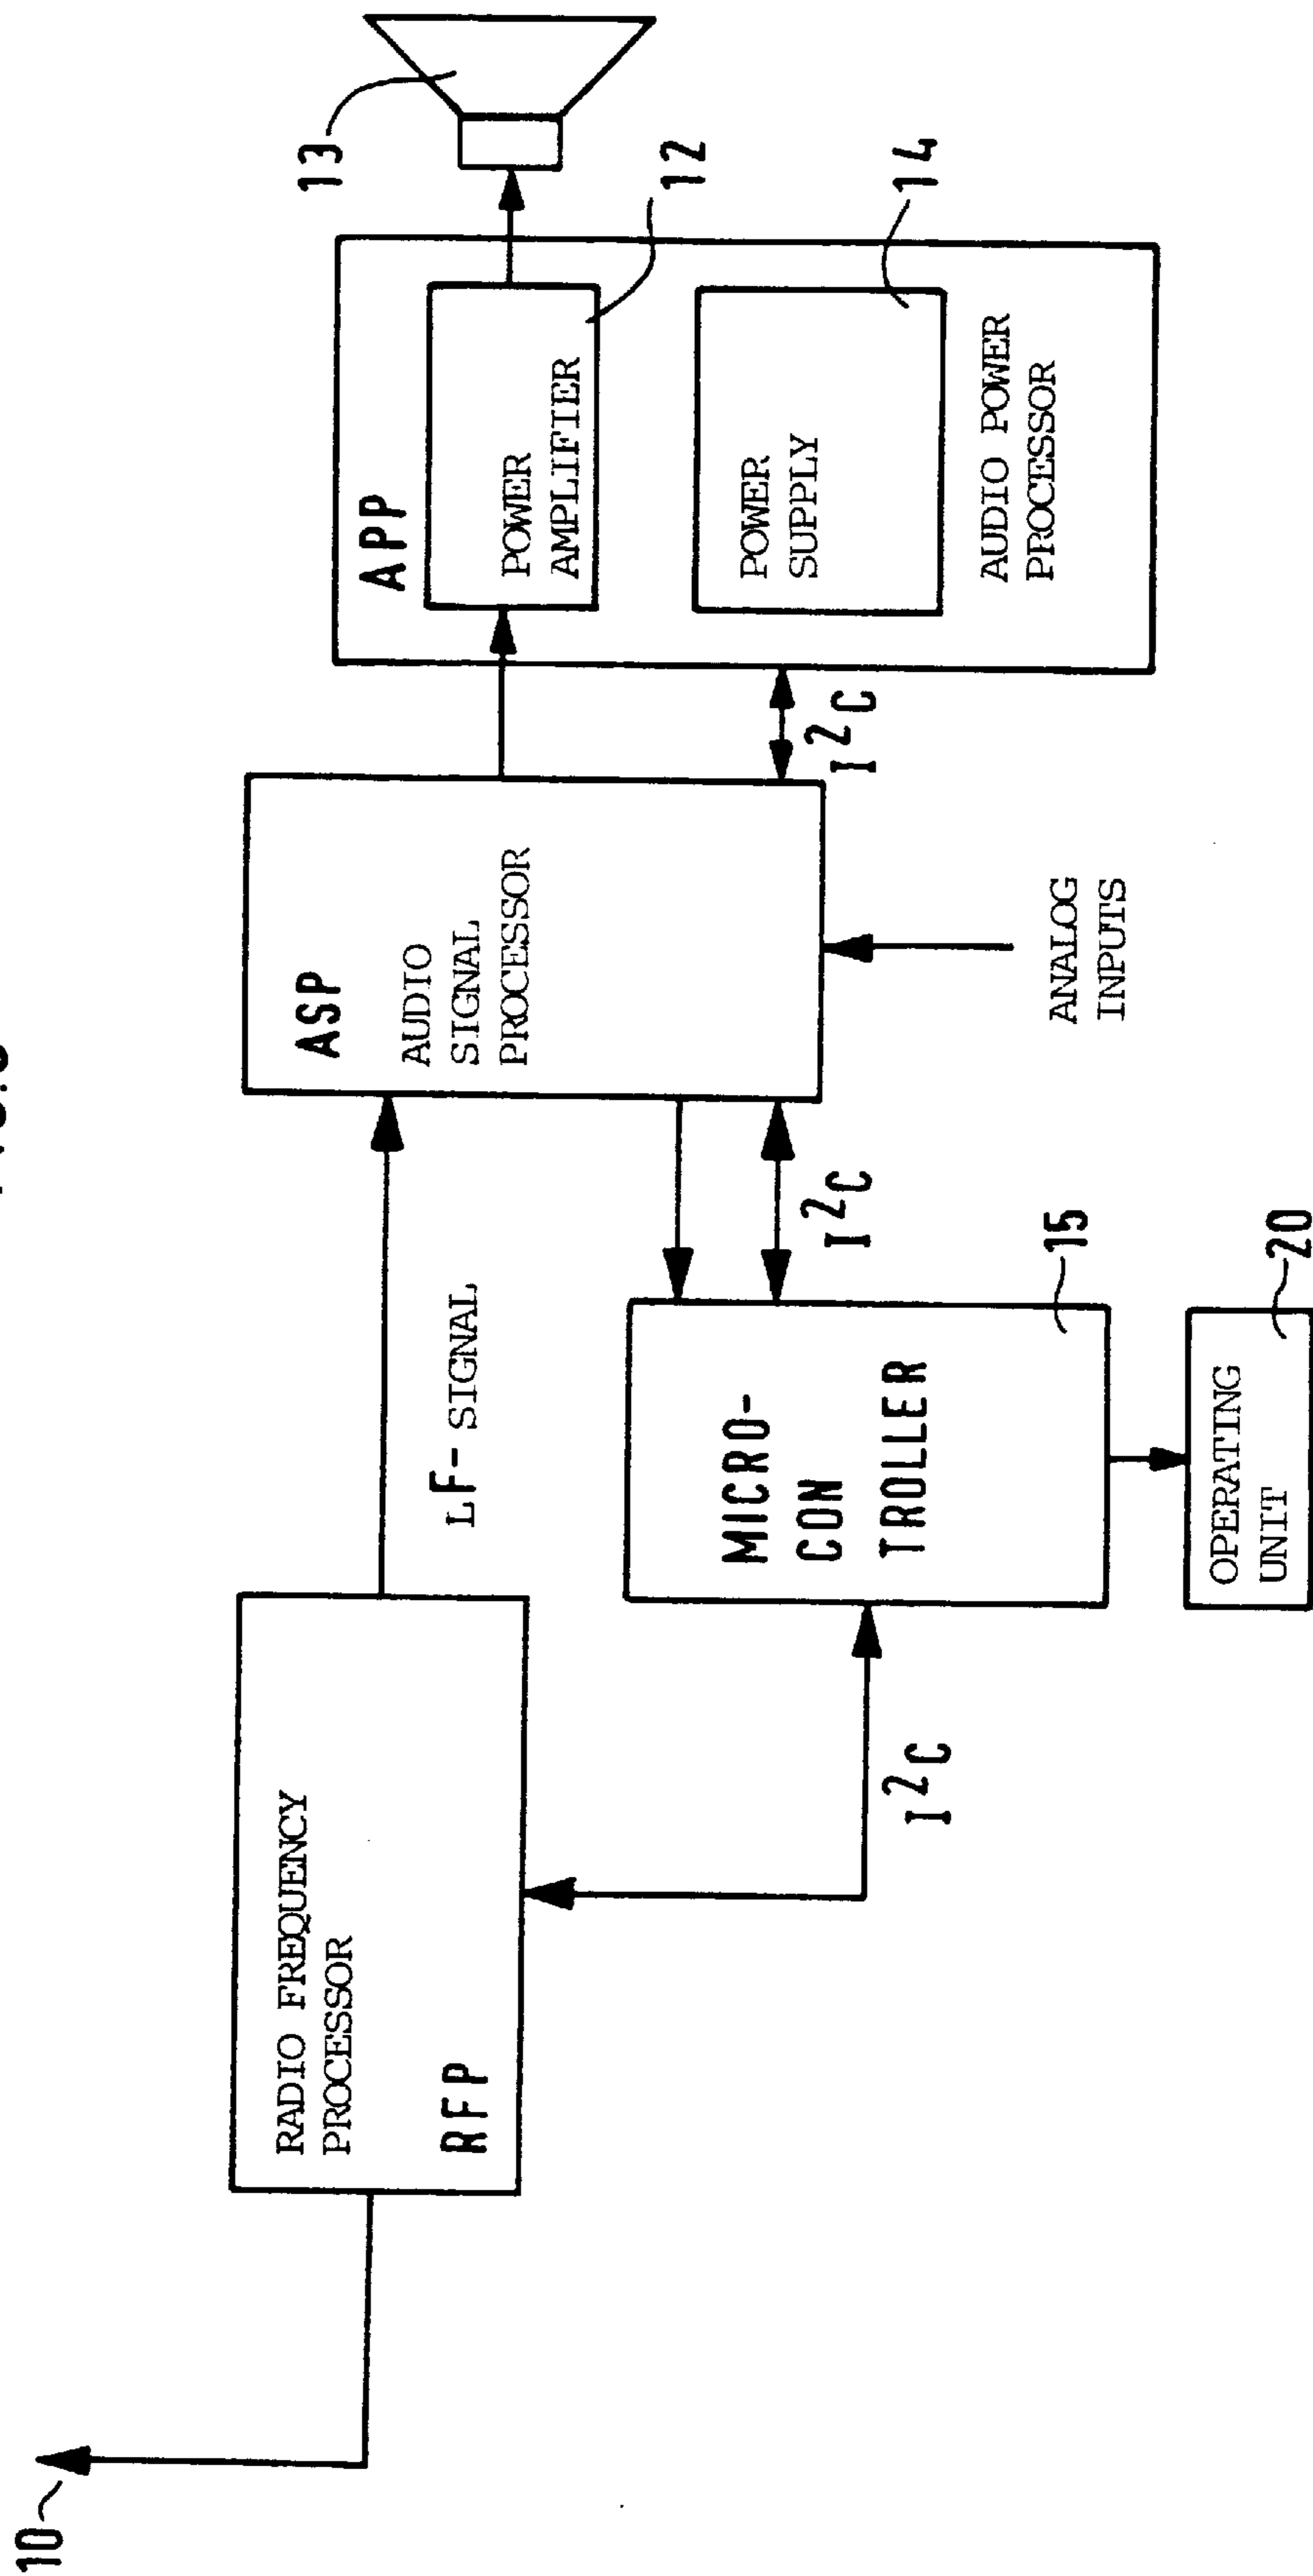 10
RADIO FREQUENCY
PROCESSOR
RFP
LF- SIGNAL
I²C
MICRO-
CON
TROLLER
15
OPERATING
UNIT
20
I²C
ASP
AUDIO
SIGNAL
PROCESSOR
ANALOG
INPUTS
I²C
APP
POWER
AMPLIFIER
12
13
POWER
SUPPLY
14
AUDIO POWER
PROCESSOR